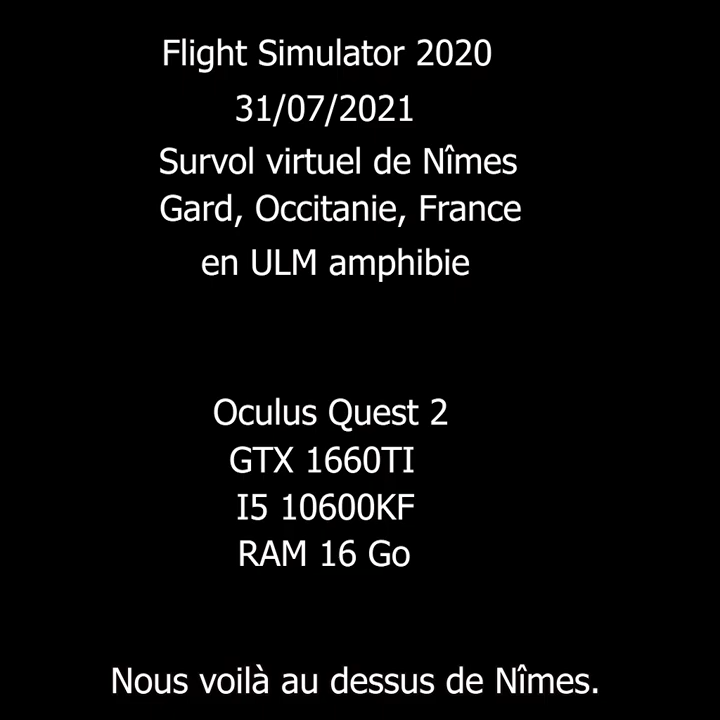 Flight Simulator 2020
31/07/2021
Survol virtuel de Nîmes
Gard, Occitanie, France
en ULM amphibie
Oculus Quest 2
GTX 1660TI
I5 10600KF
RAM 16 Go
Nous voilà au dessus de Nîmes.